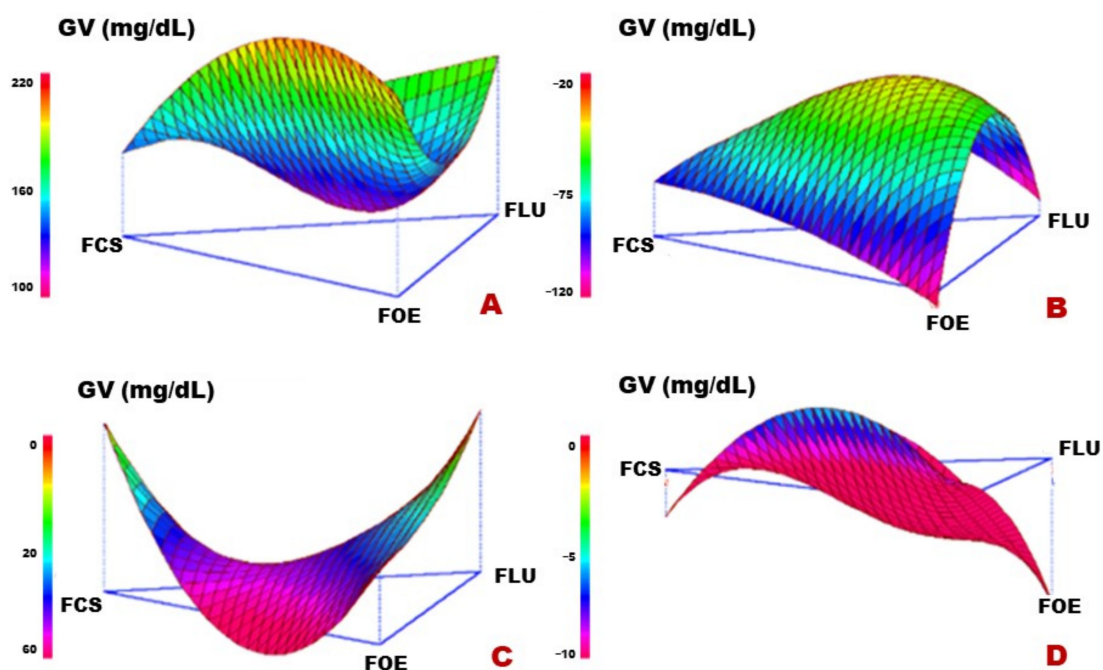 GV (mg/dL)
220
160
100
FCS
FLU
FOE
A
GV (mg/dL)
−20
−75
−120
FCS
FLU
FOE
B
GV (mg/dL)
0
20
60
FCS
FLU
FOE
C
GV (mg/dL)
0
−5
−10
FCS
FLU
FOE
D